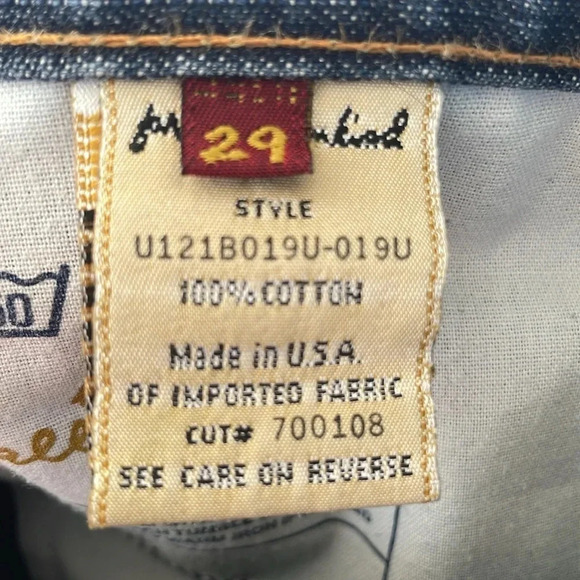 29
STYLE
U121B019U-019U
100% COTTON
Made in U.S.A.
OF IMPORTED FABRIC
CUT# 700108
SEE CARE ON REVERSE